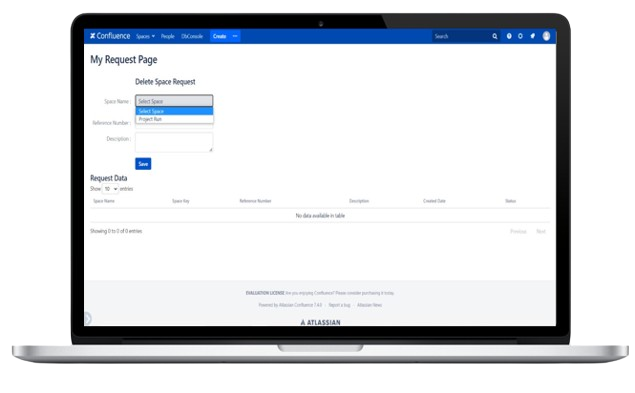 Confluence Spaces People DbConsole Create ··· Search
My Request Page
Delete Space Request
Space Name : Select Space
Select Space
Project Run
Reference Number :
Description :
Save
Request Data
Show 10 entries
Space Name Space Key Reference Number Description Created Date Status
No data available in table
Showing 0 to 0 of 0 entries Previous Next
EVALUATION LICENSE Are you enjoying Confluence? Please consider purchasing it today.
Powered by Atlassian Confluence 7.4.0 · Report a bug · Atlassian News
ATLASSIAN